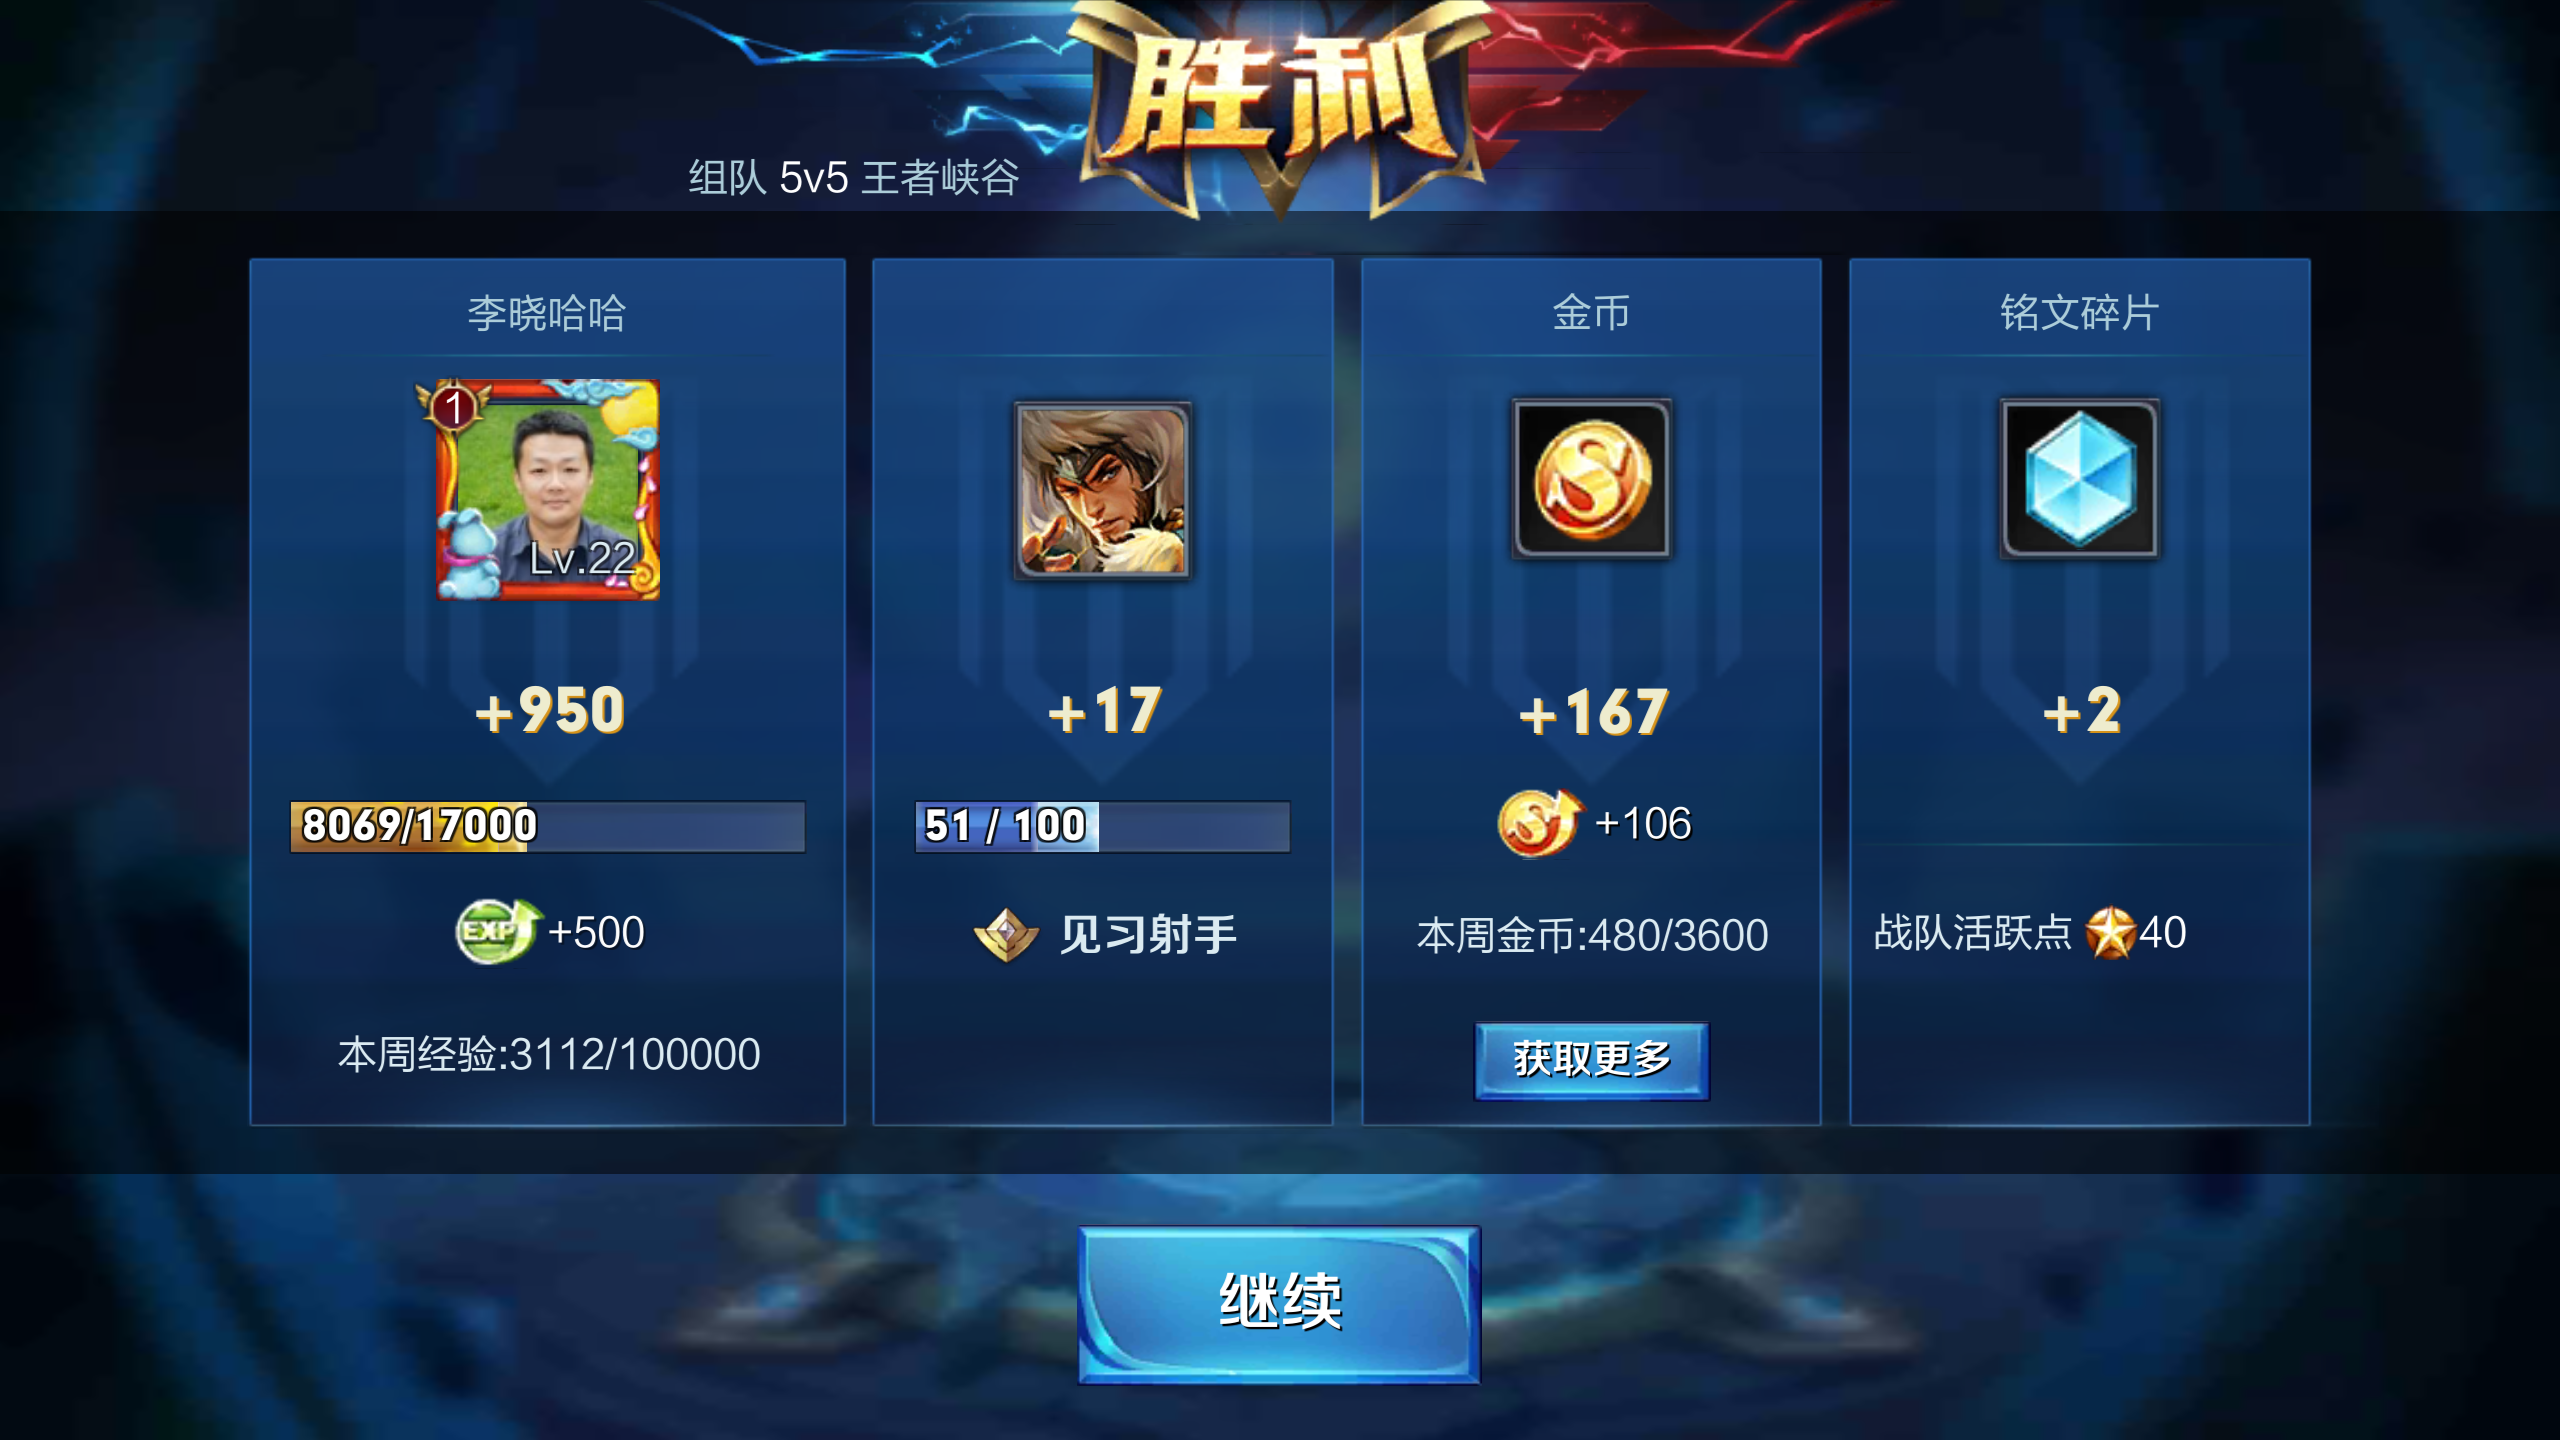 胜利
组队 5v5 王者峡谷
李晓哈哈
1
Lv.22
+950
8069/17000
EXP +500
本周经验:3112/100000
+17
51 / 100
见习射手
金币
+167
+106
本周金币:480/3600
获取更多
铭文碎片
+2
战队活跃点 40
继续